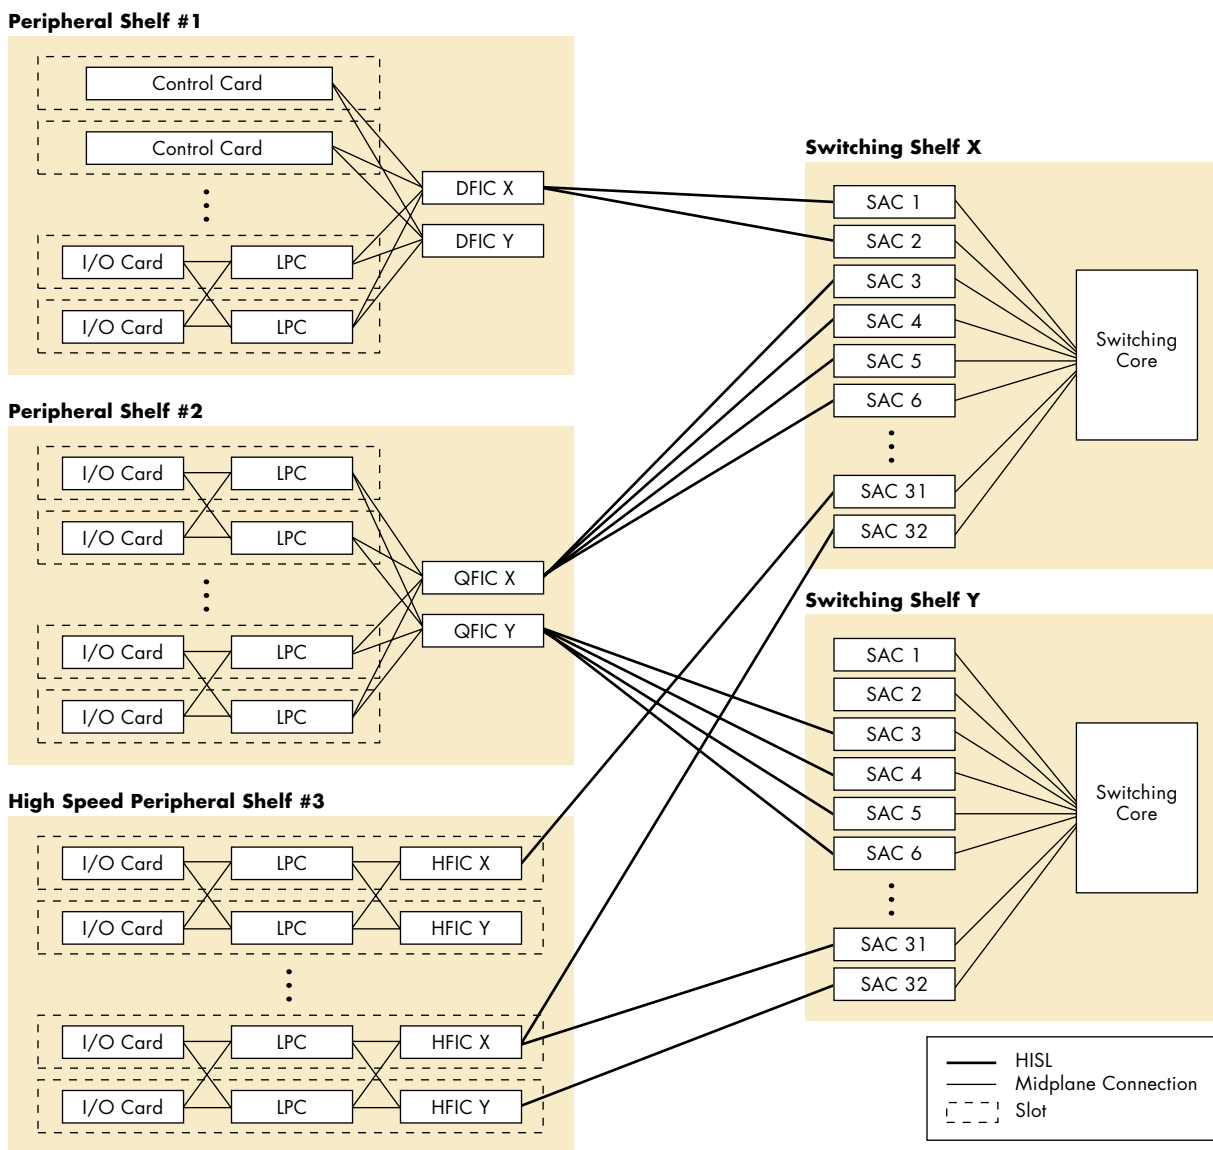 Peripheral Shelf #1
Control Card
Control Card
DFIC X
DFIC Y
I/O Card LPC
I/O Card LPC
Peripheral Shelf #2
I/O Card LPC
I/O Card LPC
QFIC X
QFIC Y
I/O Card LPC
I/O Card LPC
High Speed Peripheral Shelf #3
I/O Card LPC HFIC X
I/O Card LPC HFIC Y
I/O Card LPC HFIC X
I/O Card LPC HFIC Y
Switching Shelf X
SAC 1
SAC 2
SAC 3
SAC 4
SAC 5
SAC 6
SAC 31
SAC 32
Switching
Core
Switching Shelf Y
SAC 1
SAC 2
SAC 3
SAC 4
SAC 5
SAC 6
SAC 31
SAC 32
Switching
Core
HISL
Midplane Connection
Slot